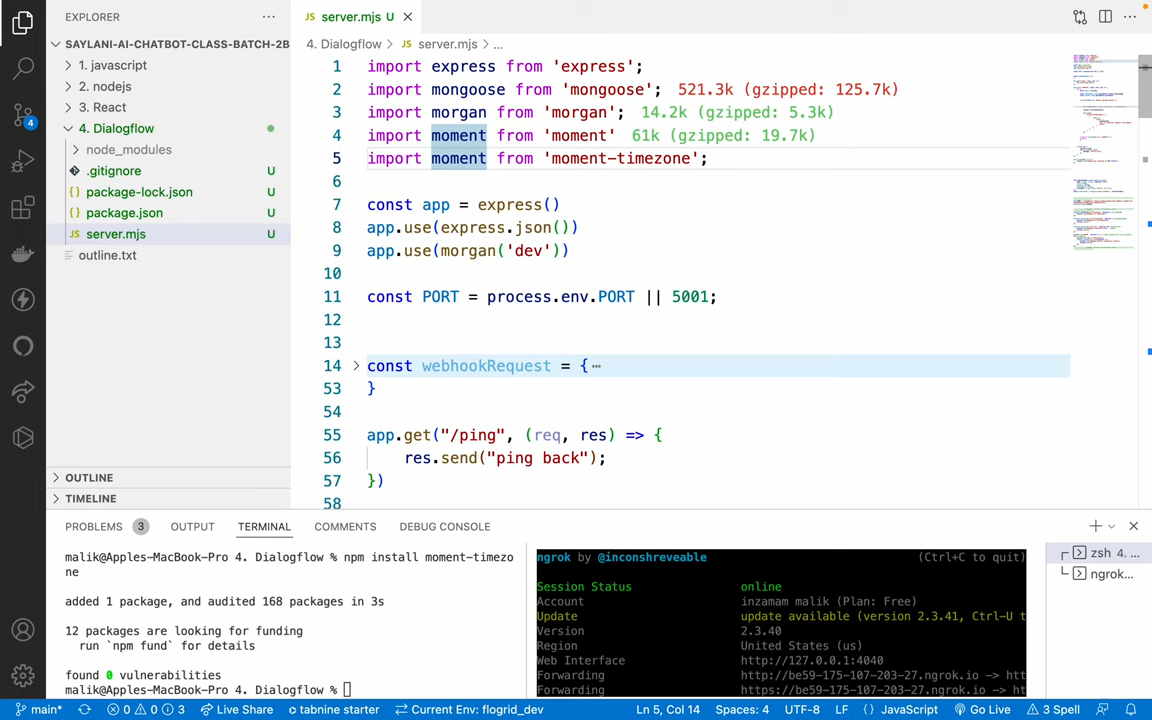 EXPLORER
SAYLANI-AI-CHATBOT-CLASS-BATCH-2B
1. javascript
2. nodejs
3. React
4. Dialogflow
node_modules
.gitignore U
{} package-lock.json U
{} package.json U
JS server.mjs U
outline.txt
OUTLINE
TIMELINE
4
JS server.mjs U
4. Dialogflow > JS server.mjs > ...
1 import express from 'express';
2 import mongoose from 'mongoose'; 521.3k (gzipped: 125.7k)
3 import morgan from 'morgan'; 14.2k (gzipped: 5.3k)
4 import moment from 'moment' 61k (gzipped: 19.7k)
5 import moment from 'moment-timezone';
6
7 const app = express()
8 app.use(express.json())
9 app.use(morgan('dev'))
10
11 const PORT = process.env.PORT || 5001;
12
13
14 const webhookRequest = {
53 }
54
55 app.get("/ping", (req, res) => {
56 res.send("ping back");
57 })
58
PROBLEMS 3 OUTPUT TERMINAL COMMENTS DEBUG CONSOLE
malik@Apples-MacBook-Pro 4. Dialogflow % npm install moment-timezo
ne
added 1 package, and audited 168 packages in 3s
12 packages are looking for funding
run `npm fund` for details
found 0 vulnerabilities
malik@Apples-MacBook-Pro 4. Dialogflow %
ngrok by @inconshreveable (Ctrl+C to quit)
Session Status online
Account inzamam malik (Plan: Free)
Update update available (version 2.3.41, Ctrl-U t
Version 2.3.40
Region United States (us)
Web Interface http://127.0.0.1:4040
Forwarding http://be59-175-107-203-27.ngrok.io -> htt
Forwarding https://be59-175-107-203-27.ngrok.io -> ht
zsh 4. ...
ngrok...
main* 0 0 3 Live Share tabnine starter Current Env: flogrid_dev Ln 5, Col 14 Spaces: 4 UTF-8 LF {} JavaScript Go Live 3 Spell